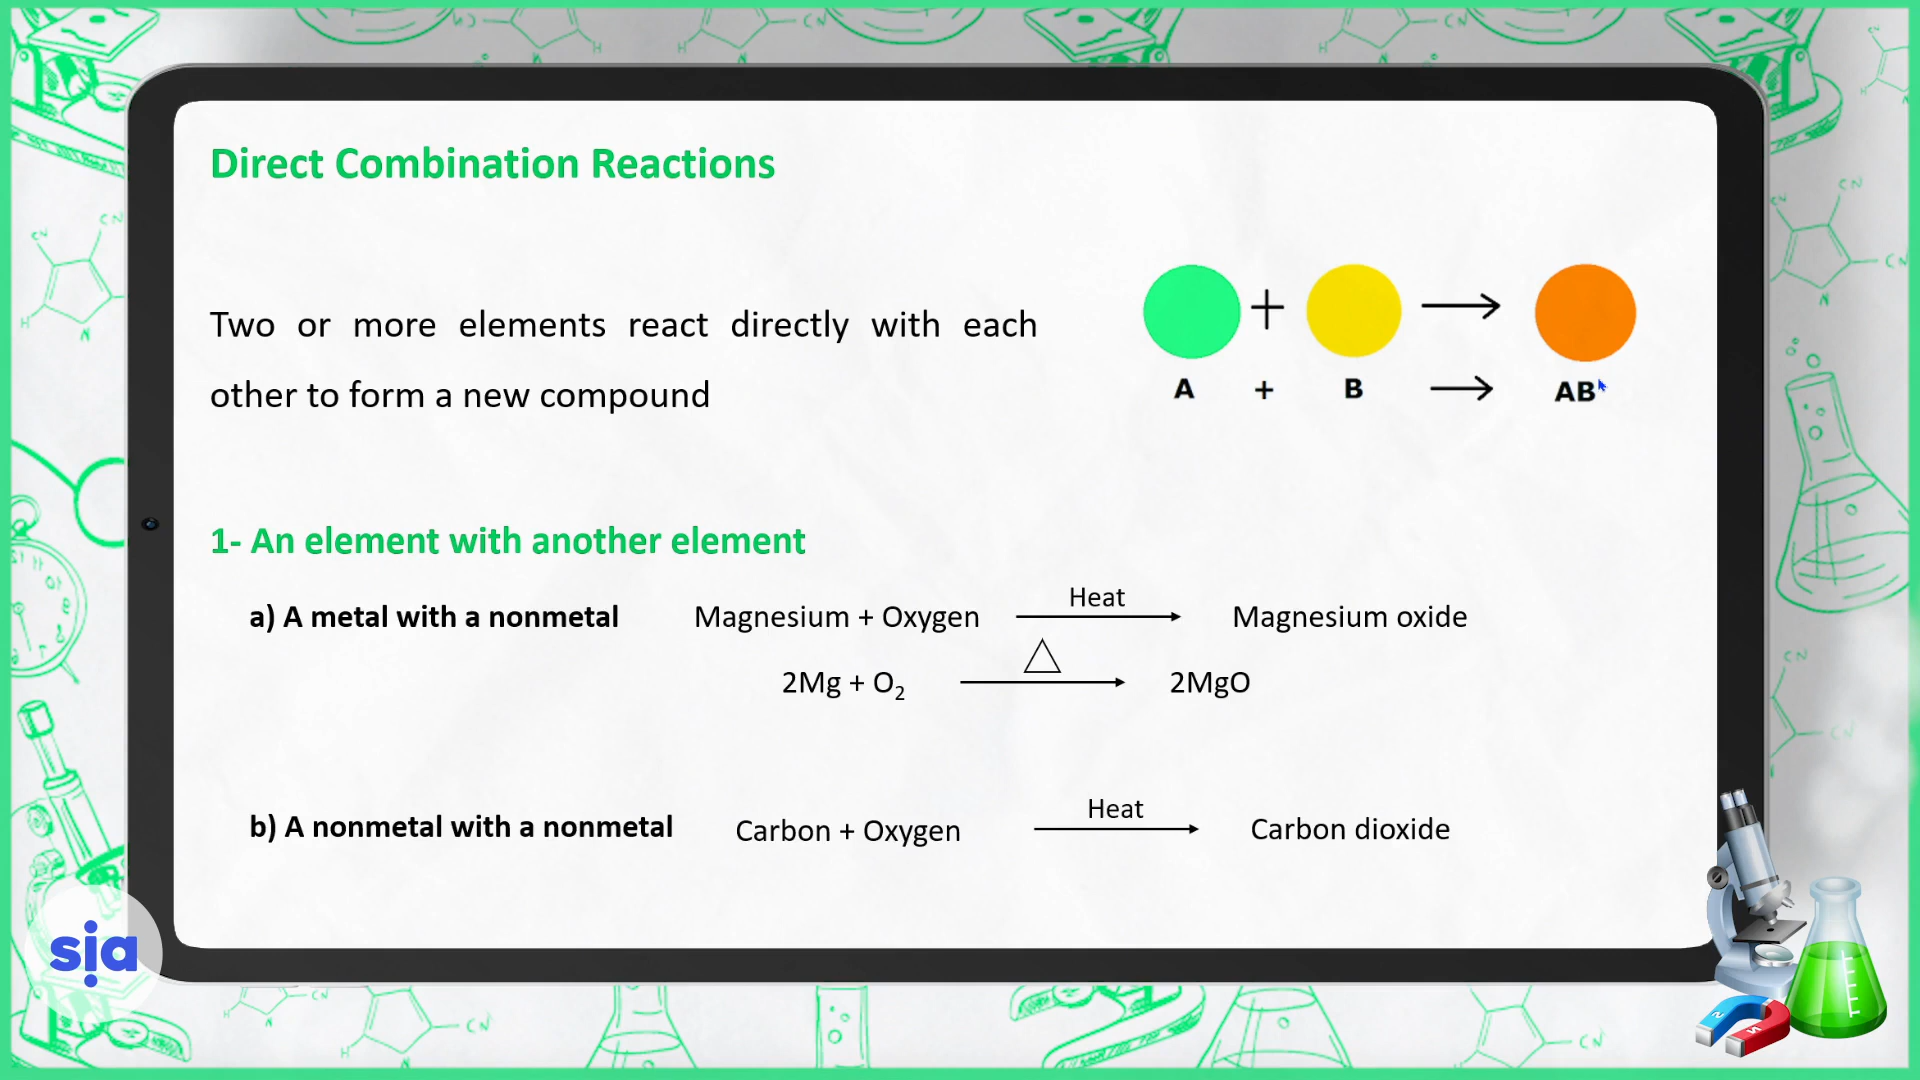 Direct Combination Reactions
Two or more elements react directly with each
other to form a new compound
A + B → AB
1- An element with another element
a) A metal with a nonmetal Magnesium + Oxygen Heat → Magnesium oxide
2Mg + O₂ △ → 2MgO
b) A nonmetal with a nonmetal Carbon + Oxygen Heat → Carbon dioxide
sia